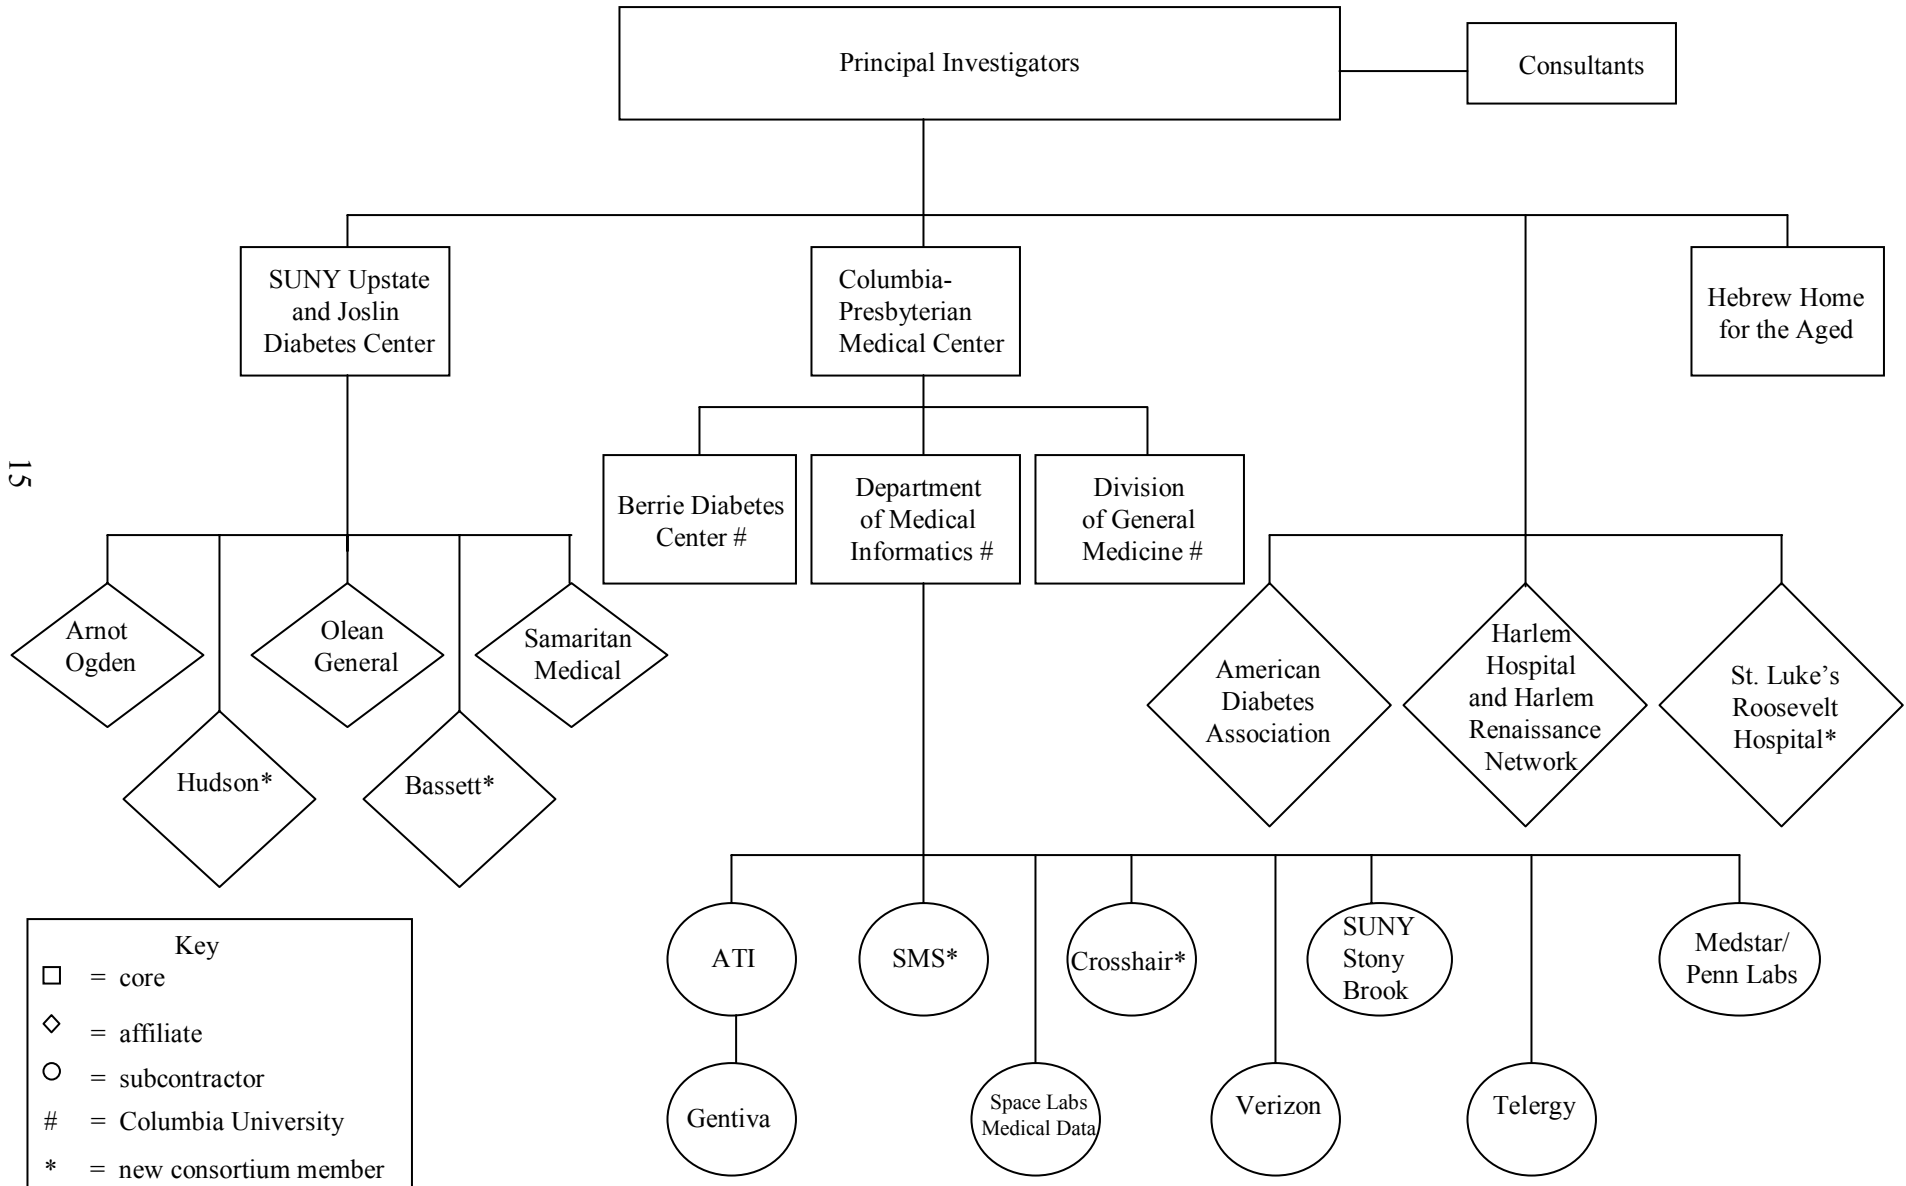 Principal Investigators
Consultants
SUNY Upstate
and Joslin
Diabetes Center
Columbia-
Presbyterian
Medical Center
Hebrew Home
for the Aged
15
Berrie Diabetes
Center #
Department
of Medical
Informatics #
Division
of General
Medicine #
Arnot
Ogden
Olean
General
Samaritan
Medical
Hudson*
Bassett*
American
Diabetes
Association
Harlem
Hospital
and Harlem
Renaissance
Network
St. Luke’s
Roosevelt
Hospital*
ATI
SMS*
Crosshair*
SUNY
Stony
Brook
Medstar/
Penn Labs
Gentiva
Space Labs
Medical Data
Verizon
Telergy
Key
= core
= affiliate
= subcontractor
# = Columbia University
* = new consortium member